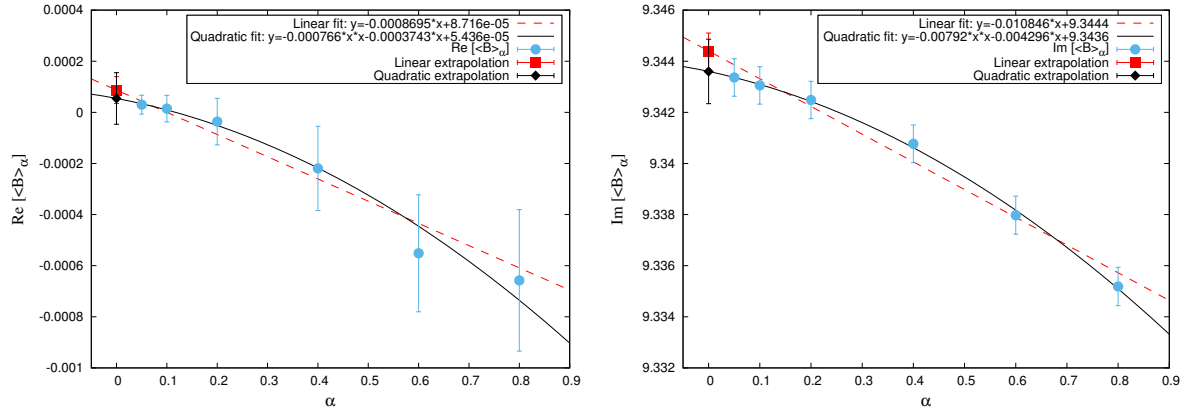 Linear fit: y=-0.0008695*x+8.716e-05
Quadratic fit: y=-0.000766*x*x-0.0003743*x+5.436e-05
Re [<B>α]
Linear extrapolation
Quadratic extrapolation
0.0004
0.0002
0
-0.0002
-0.0004
-0.0006
-0.0008
-0.001
Re [<B>α]
0 0.1 0.2 0.3 0.4 0.5 0.6 0.7 0.8 0.9
α
Linear fit: y=-0.010846*x+9.3444
Quadratic fit: y=-0.00792*x*x-0.004296*x+9.3436
Im [<B>α]
Linear extrapolation
Quadratic extrapolation
9.346
9.344
9.342
9.34
9.338
9.336
9.334
9.332
Im [<B>α]
0 0.1 0.2 0.3 0.4 0.5 0.6 0.7 0.8 0.9
α